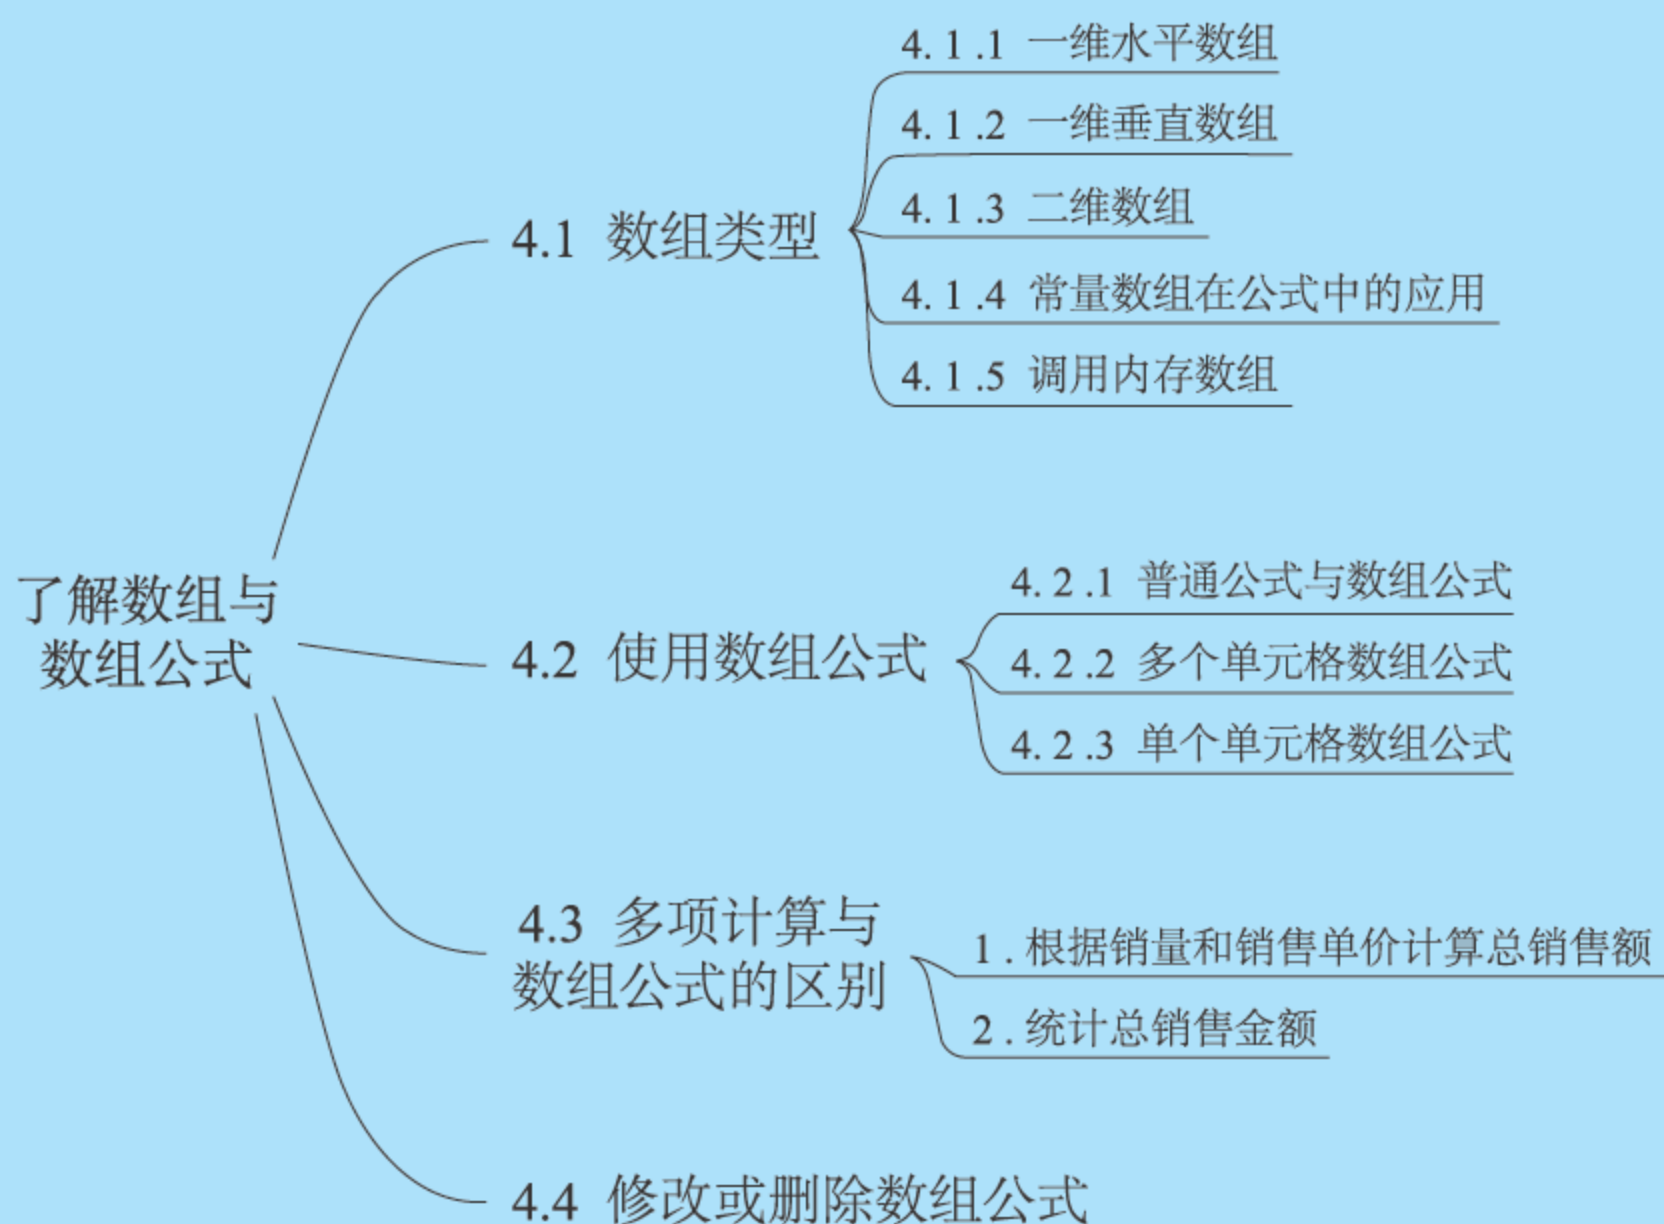 了解数组与
数组公式
4.1 数组类型
4.1.1 一维水平数组
4.1.2 一维垂直数组
4.1.3 二维数组
4.1.4 常量数组在公式中的应用
4.1.5 调用内存数组
4.2 使用数组公式
4.2.1 普通公式与数组公式
4.2.2 多个单元格数组公式
4.2.3 单个单元格数组公式
4.3 多项计算与
数组公式的区别
1.根据销量和销售单价计算总销售额
2.统计总销售金额
4.4 修改或删除数组公式